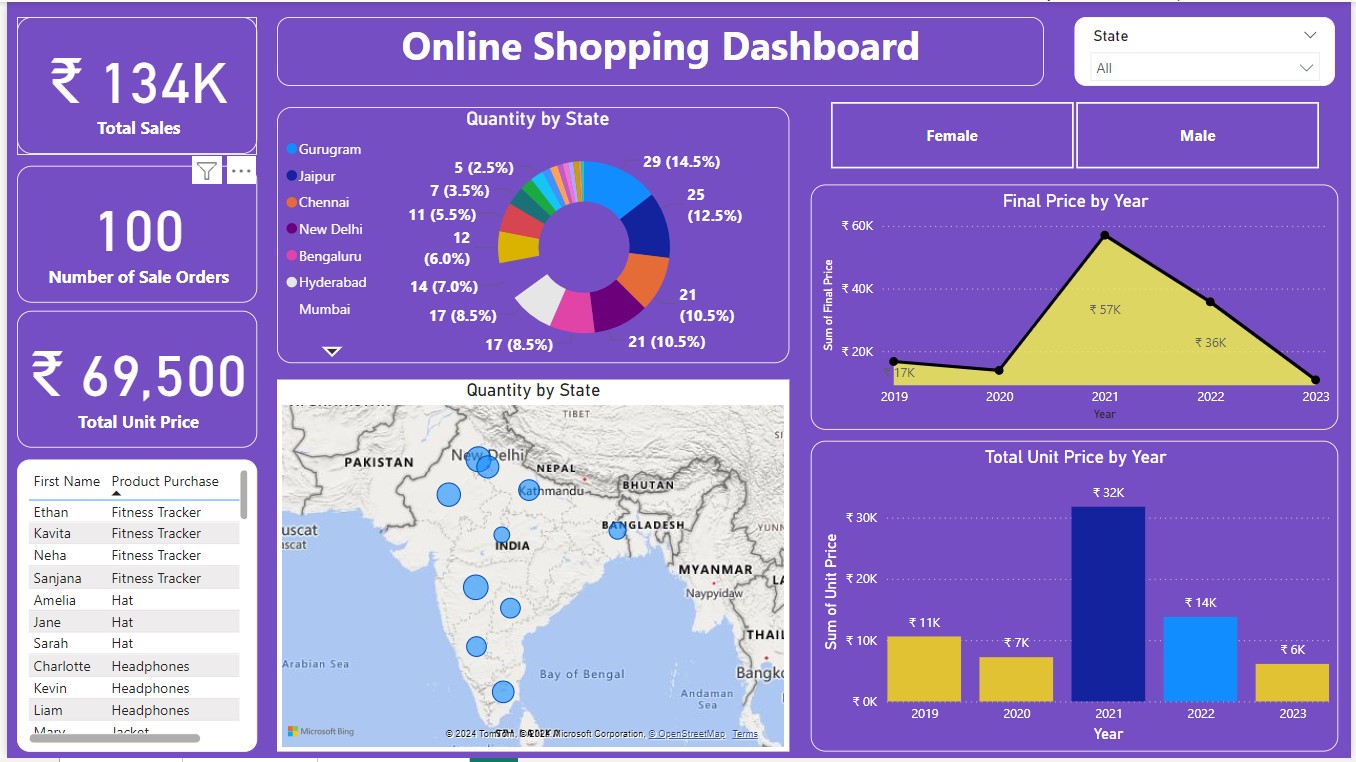 ₹ 134K
Total Sales
Online Shopping Dashboard
State
All
Female
Male
100
Number of Sale Orders
₹ 69,500
Total Unit Price
First Name Product Purchase
Ethan Fitness Tracker
Kavita Fitness Tracker
Neha Fitness Tracker
Sanjana Fitness Tracker
Amelia Hat
Jane Hat
Sarah Hat
Charlotte Headphones
Kevin Headphones
Liam Headphones
Mary Jacket
Quantity by State
Gurugram
Jaipur
Chennai
New Delhi
Bengaluru
Hyderabad
Mumbai
29 (14.5%)
25
(12.5%)
21
(10.5%)
21 (10.5%)
17 (8.5%)
17 (8.5%)
14 (7.0%)
12
(6.0%)
11 (5.5%)
7 (3.5%)
5 (2.5%)
Quantity by State
TIBET
PAKISTAN
New Delhi
NEPAL
Kathmandu
BHUTAN
BANGLADESH
INDIA
MYANMAR
Naypyidaw
uscat
scat
YUNN
LA
THAIL
Bangko
Arabian Sea
Bay of Bengal
Andaman
Sea
Microsoft Bing
© 2024 TomTom, © 2024 Microsoft Corporation, © OpenStreetMap Terms
Final Price by Year
Sum of Final Price
₹ 60K
₹ 40K
₹ 20K
17K
₹ 57K
₹ 36K
2019
2020
2021
2022
2023
Year
Total Unit Price by Year
Sum of Unit Price
₹ 30K
₹ 20K
₹ 10K
₹ 0K
₹ 11K
₹ 7K
₹ 32K
₹ 14K
₹ 6K
2019
2020
2021
2022
2023
Year